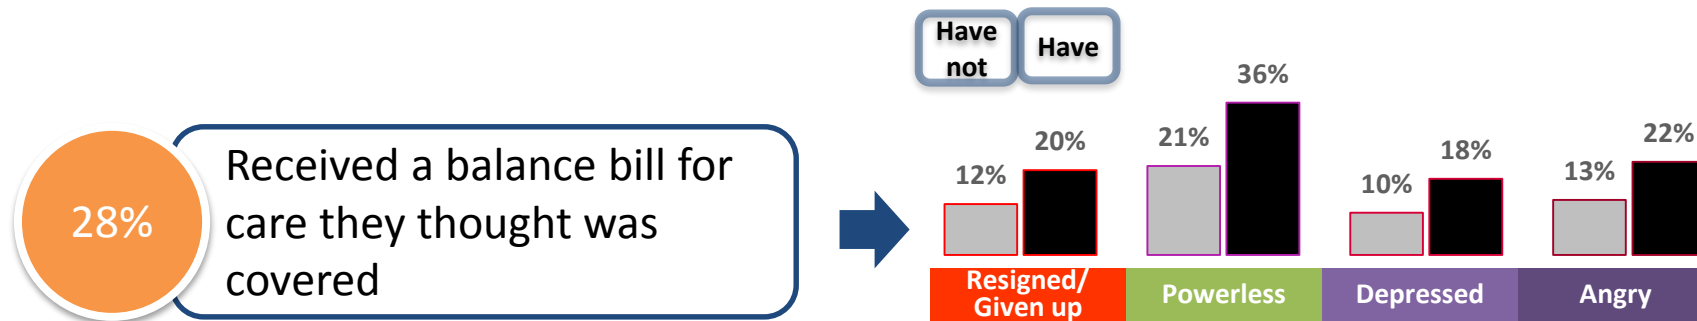 28%
Received a balance bill for
care they thought was
covered
Have
not
Have
12%
20%
21%
36%
10%
18%
13%
22%
Resigned/
Given up
Powerless
Depressed
Angry